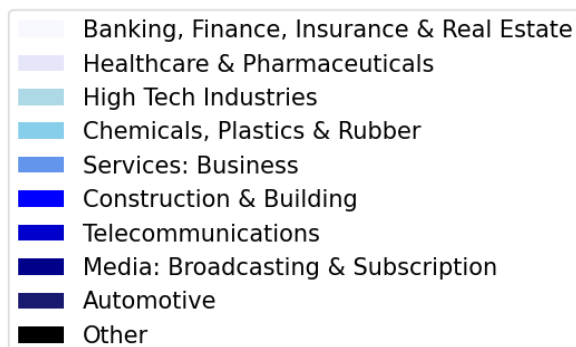 Banking, Finance, Insurance & Real Estate
Healthcare & Pharmaceuticals
High Tech Industries
Chemicals, Plastics & Rubber
Services: Business
Construction & Building
Telecommunications
Media: Broadcasting & Subscription
Automotive
Other